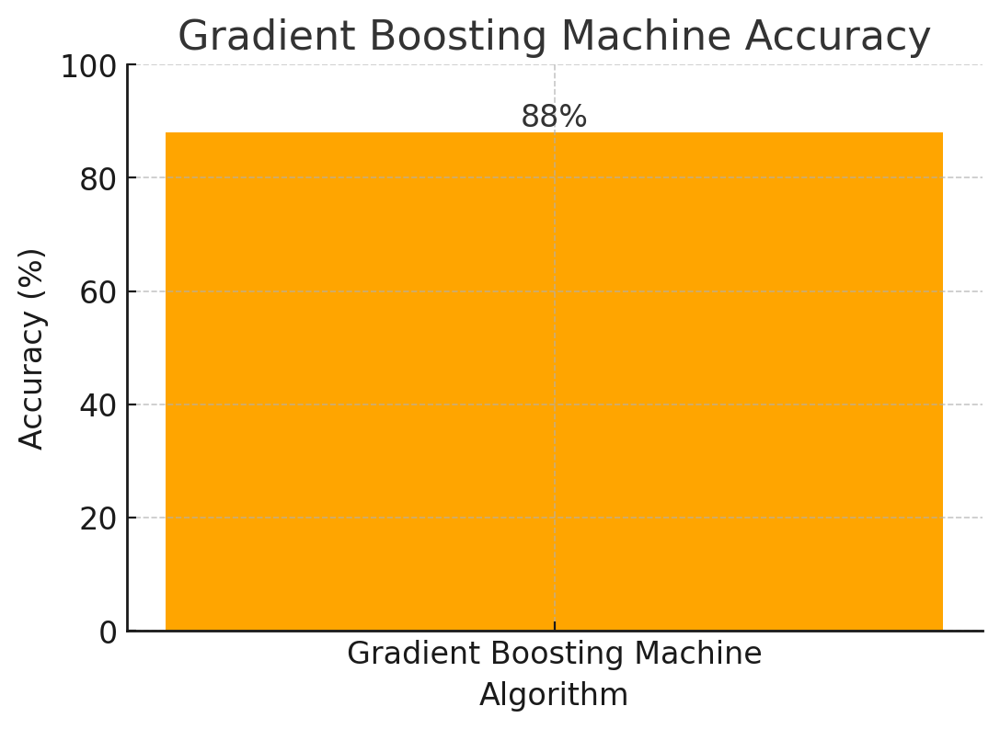 Gradient Boosting Machine Accuracy
100
88%
80
60
40
20
0
Accuracy (%)
Gradient Boosting Machine
Algorithm